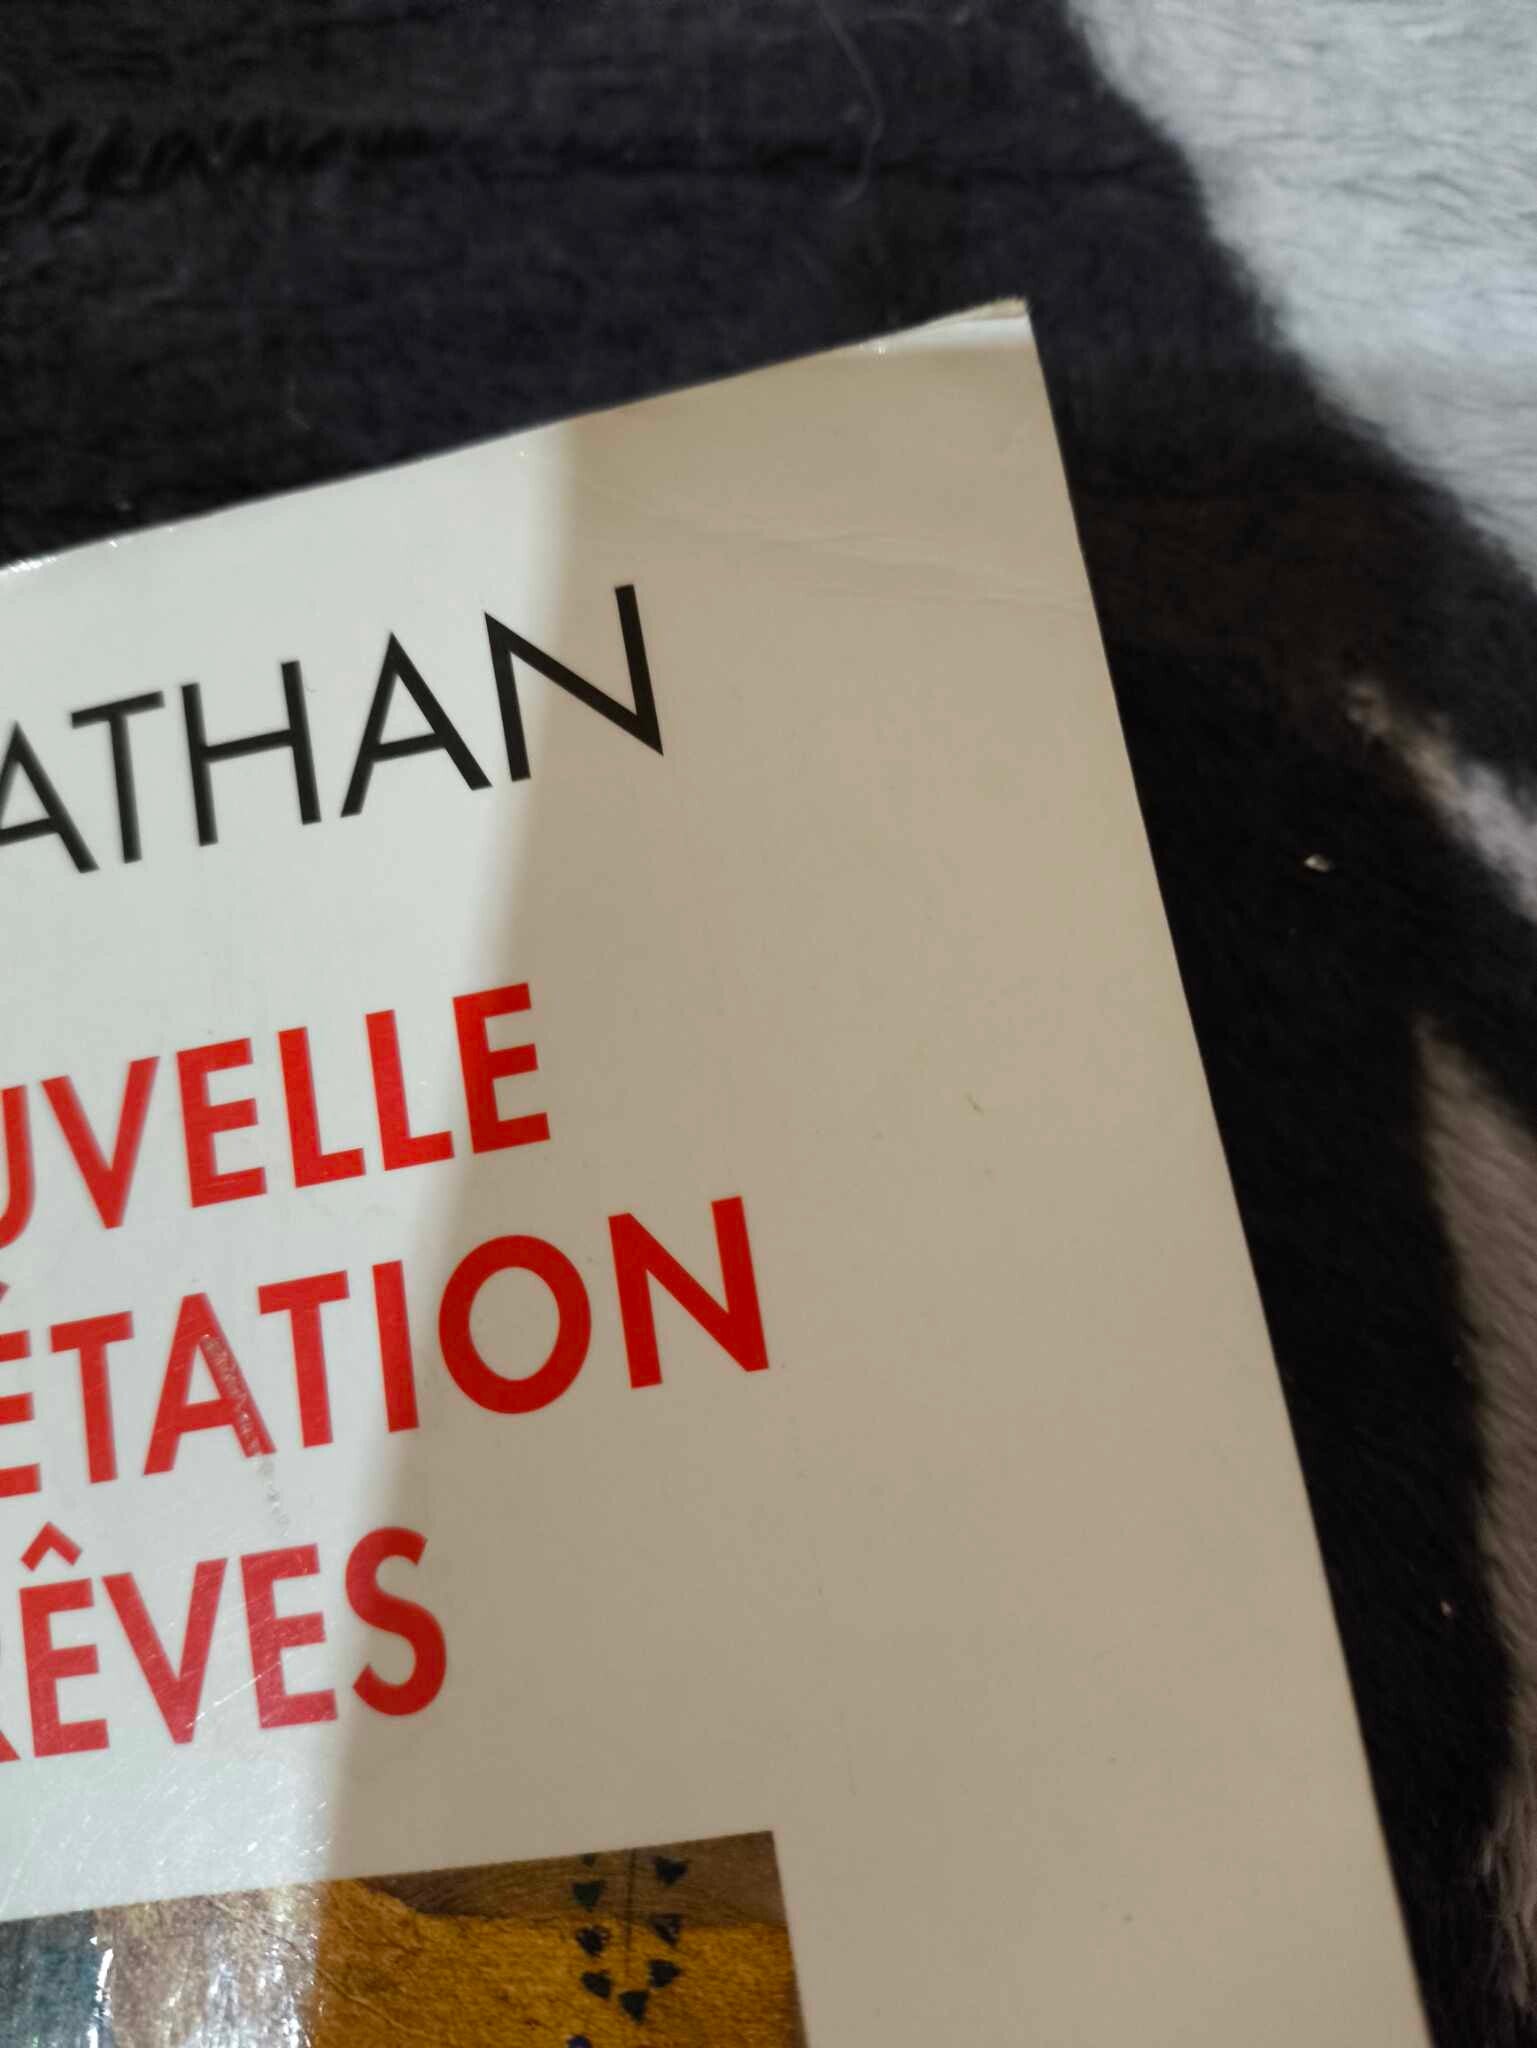 ATHAN
UVELLE
ÉTATION
RÊVES